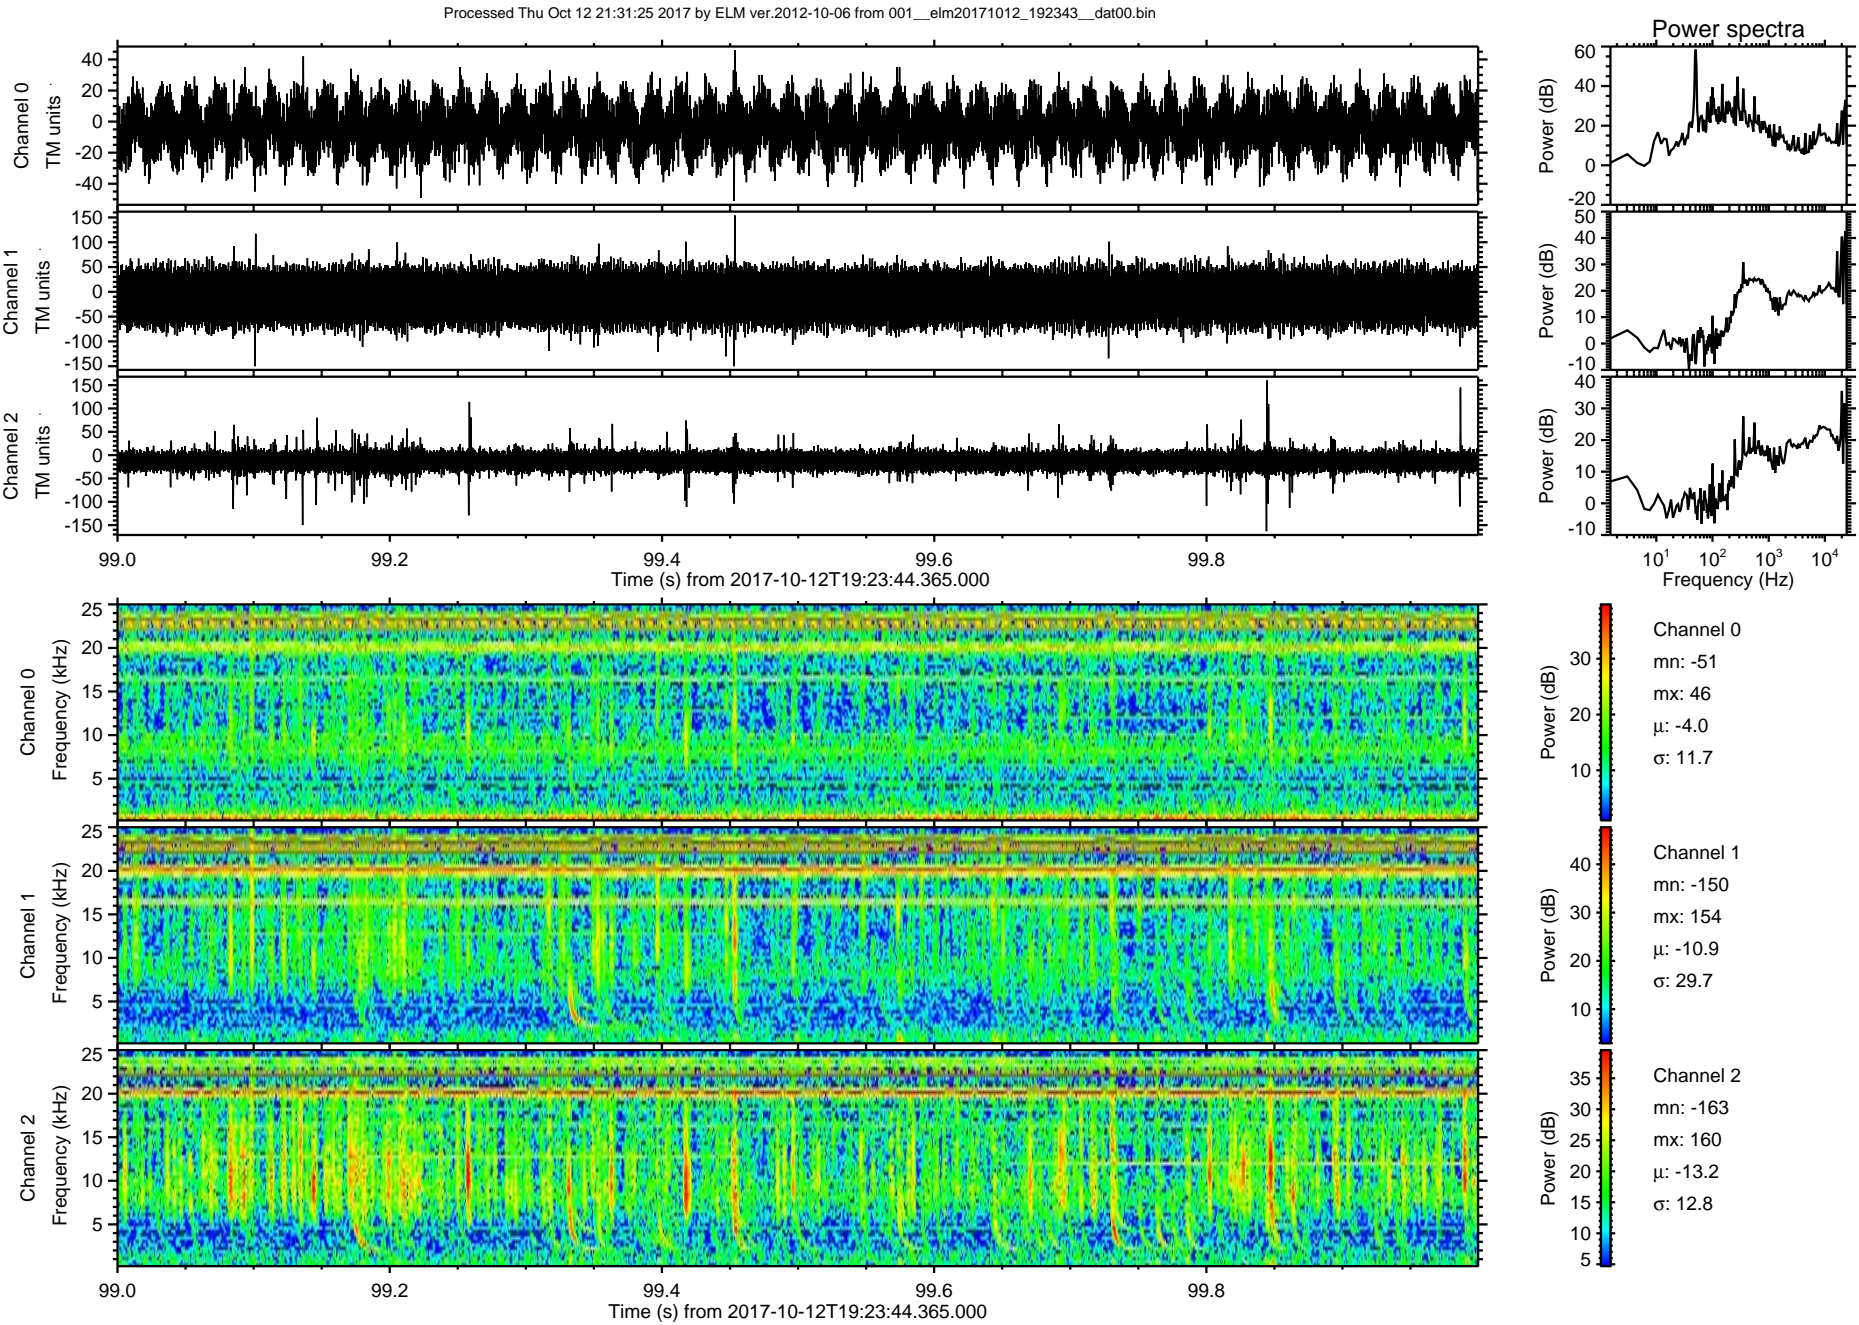 Processed Thu Oct 12 21:31:25 2017 by ELM ver.2012-10-06 from 001__elm20171012_192343__dat00.bin
Power spectra
Channel 0
TM units
40
20
0
-20
-40
Power (dB)
60
40
20
0
-20
Channel 1
TM units
150
100
50
0
-50
-100
-150
Power (dB)
50
40
30
20
10
0
-10
Channel 2
TM units
150
100
50
0
-50
-100
-150
Power (dB)
40
30
20
10
0
-10
99.0 99.2 99.4 99.6 99.8
Time (s) from 2017-10-12T19:23:44.365.000
10^1 10^2 10^3 10^4
Frequency (Hz)
Channel 0
Frequency (kHz)
25
20
15
10
5
Power (dB)
30
20
10
Channel 0
mn: -51
mx: 46
µ: -4.0
σ: 11.7
Channel 1
Frequency (kHz)
25
20
15
10
5
Power (dB)
40
30
20
10
Channel 1
mn: -150
mx: 154
µ: -10.9
σ: 29.7
Channel 2
Frequency (kHz)
25
20
15
10
5
Power (dB)
35
30
25
20
15
10
5
Channel 2
mn: -163
mx: 160
µ: -13.2
σ: 12.8
99.0 99.2 99.4 99.6 99.8
Time (s) from 2017-10-12T19:23:44.365.000